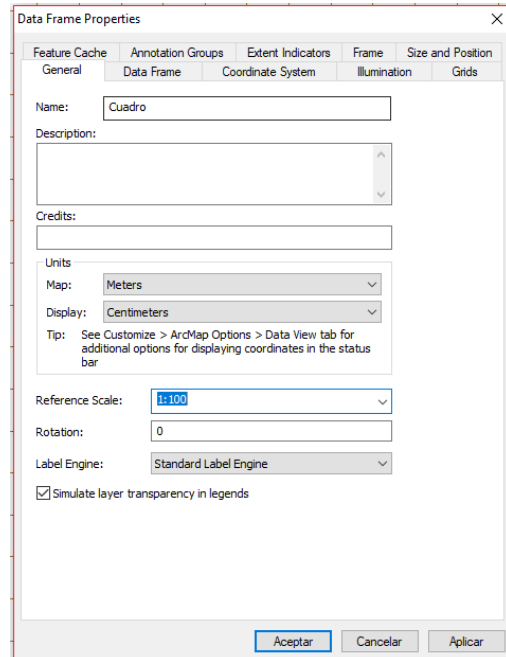 Data Frame Properties
Feature Cache Annotation Groups Extent Indicators Frame Size and Position
General Data Frame Coordinate System Illumination Grids
Name: Cuadro
Description:
Credits:
Units
Map: Meters
Display: Centimeters
Tip: See Customize > ArcMap Options > Data View tab for
additional options for displaying coordinates in the status
bar
Reference Scale: 1:100
Rotation: 0
Label Engine: Standard Label Engine
Simulate layer transparency in legends
Aceptar Cancelar Aplicar